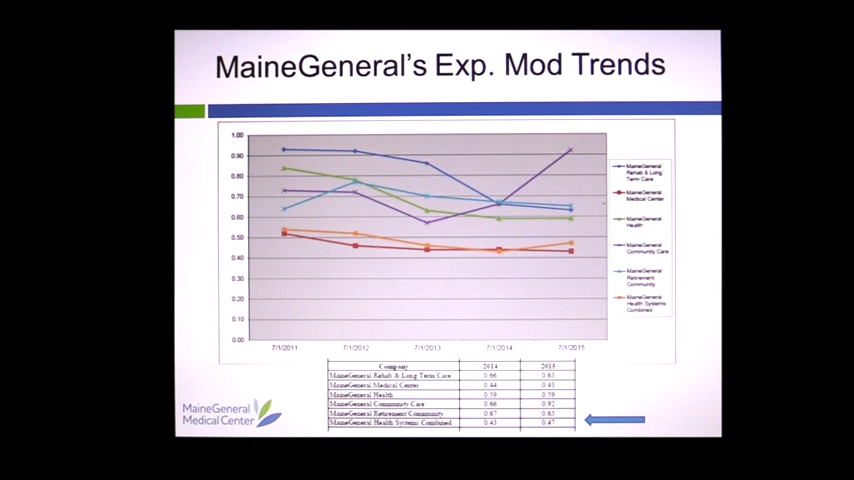 MaineGeneral's Exp. Mod Trends
1.00
0.90
0.80
0.70
0.60
0.50
0.40
0.30
0.20
0.10
0.00
7/1/2011 7/1/2012 7/1/2013 7/1/2014 7/1/2015
MaineGeneral
Rehab & Long
Term Care
MaineGeneral
Medical Center
MaineGeneral
Health
MaineGeneral
Community Care
MaineGeneral
Retirement
Community
MaineGeneral
Health Systems
Combined
Company 2014 2015
MaineGeneral Rehab & Long Term Care 0.66 0.63
MaineGeneral Medical Center 0.44 0.43
MaineGeneral Health 0.59 0.59
MaineGeneral Community Care 0.66 0.92
MaineGeneral Retirement Community 0.67 0.65
MaineGeneral Health Systems Combined 0.43 0.47
MaineGeneral
Medical Center